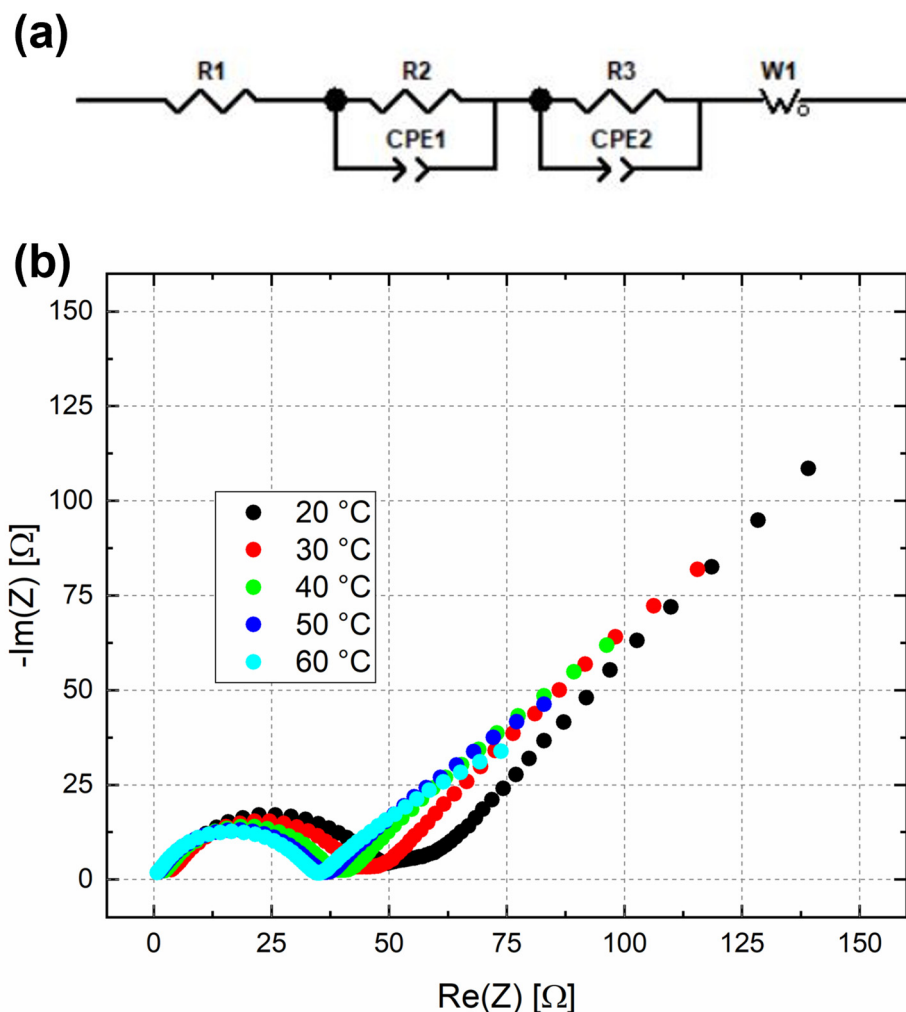 (a)
R1 R2 R3 W1
CPE1 CPE2
(b)
150
125
100
75
50
25
0
-Im(Z) [Ω]
20 °C
30 °C
40 °C
50 °C
60 °C
0 25 50 75 100 125 150
Re(Z) [Ω]